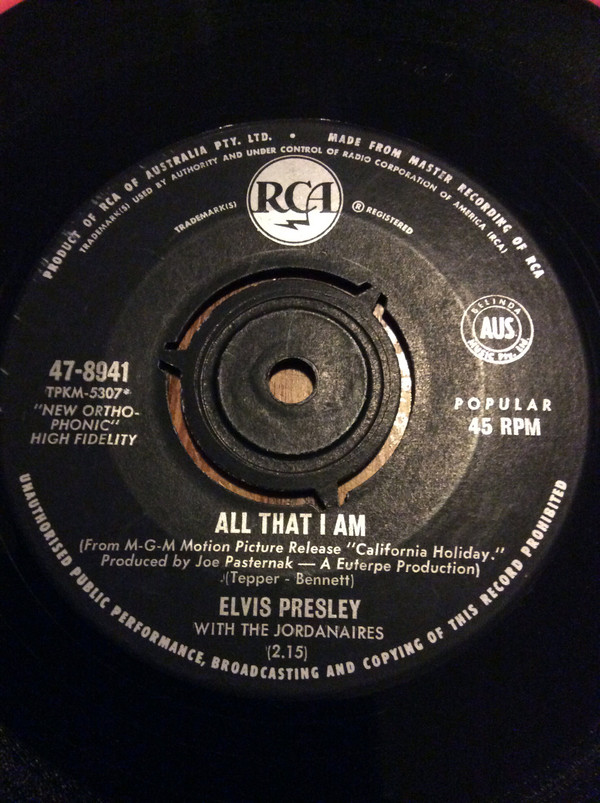 PRODUCT OF RCA OF AUSTRALIA PTY. LTD. • MADE FROM MASTER RECORDING OF RCA
TRADEMARK(S) USED BY AUTHORITY AND UNDER CONTROL OF RADIO CORPORATION OF AMERICA (RCA)
TRADEMARK(S) RCA ® REGISTERED
BELINDA
AUS.
MUSIC PTY. LTD.
47-8941
TPKM-5307*
"NEW ORTHO-
PHONIC"
HIGH FIDELITY
POPULAR
45 RPM
ALL THAT I AM
(From M-G-M Motion Picture Release "California Holiday."
Produced by Joe Pasternak — A Euterpe Production)
(Tepper - Bennett)
ELVIS PRESLEY
WITH THE JORDANAIRES
(2.15)
UNAUTHORISED PUBLIC PERFORMANCE, BROADCASTING AND COPYING OF THIS RECORD PROHIBITED